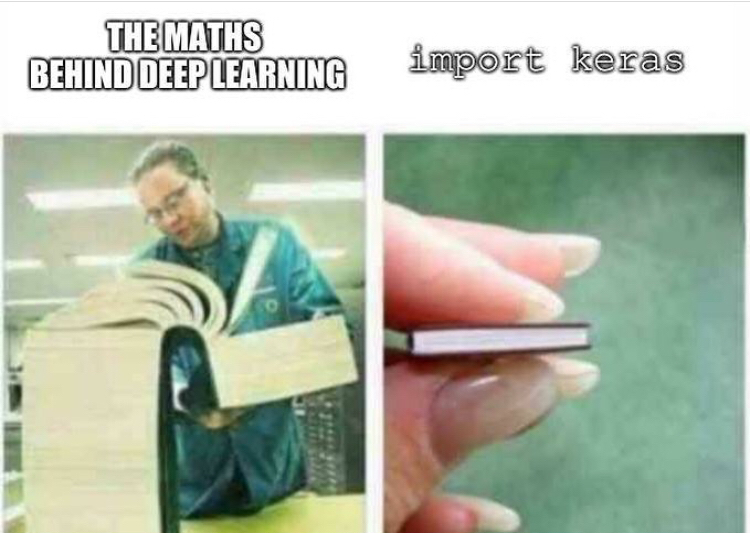 THE MATHS
BEHIND DEEP LEARNING
import keras